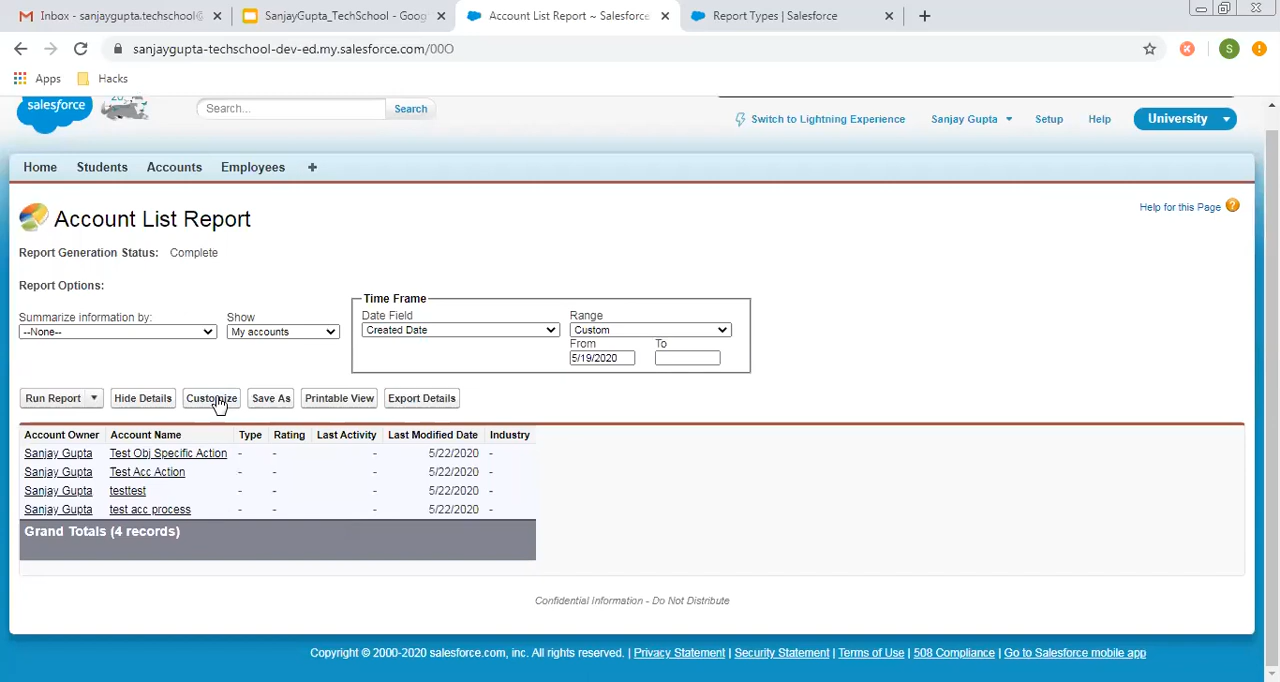 Inbox - sanjaygupta.techschool@
SanjayGupta_TechSchool - Goog
Account List Report ~ Salesforce
Report Types | Salesforce
sanjaygupta-techschool-dev-ed.my.salesforce.com/00O
S
Apps
Hacks
salesforce
Search...
Search
Switch to Lightning Experience
Sanjay Gupta
Setup
Help
University
Home
Students
Accounts
Employees
+
Account List Report
Help for this Page ?
Report Generation Status: Complete
Report Options:
Summarize information by:
--None--
Show
My accounts
Time Frame
Date Field
Created Date
Range
Custom
From
5/19/2020
To
Run Report
Hide Details
Customize
Save As
Printable View
Export Details
Account Owner Account Name Type Rating Last Activity Last Modified Date Industry
Sanjay Gupta Test Obj Specific Action - - - 5/22/2020 -
Sanjay Gupta Test Acc Action - - - 5/22/2020 -
Sanjay Gupta testtest - - - 5/22/2020 -
Sanjay Gupta test acc process - - - 5/22/2020 -
Grand Totals (4 records)
Confidential Information - Do Not Distribute
Copyright © 2000-2020 salesforce.com, inc. All rights reserved. | Privacy Statement | Security Statement | Terms of Use | 508 Compliance | Go to Salesforce mobile app